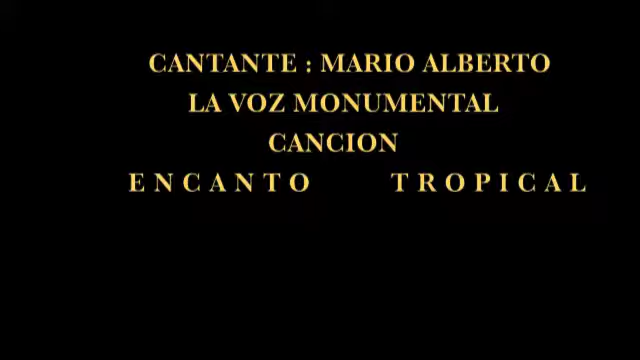 CANTANTE : MARIO ALBERTO
LA VOZ MONUMENTAL
CANCION
E N C A N T O T R O P I C A L